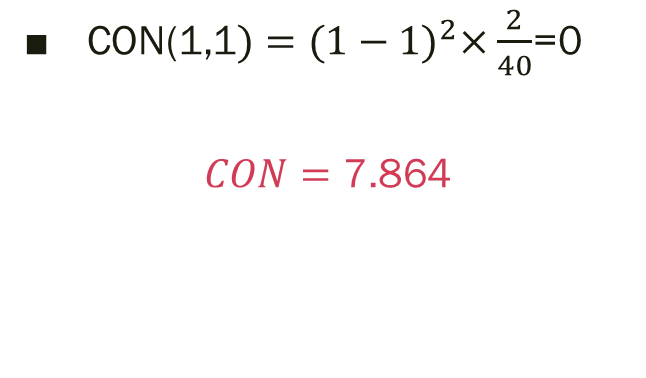 ■ CON(1,1) = (1 − 1)²× 2/40=0
CON = 7.864